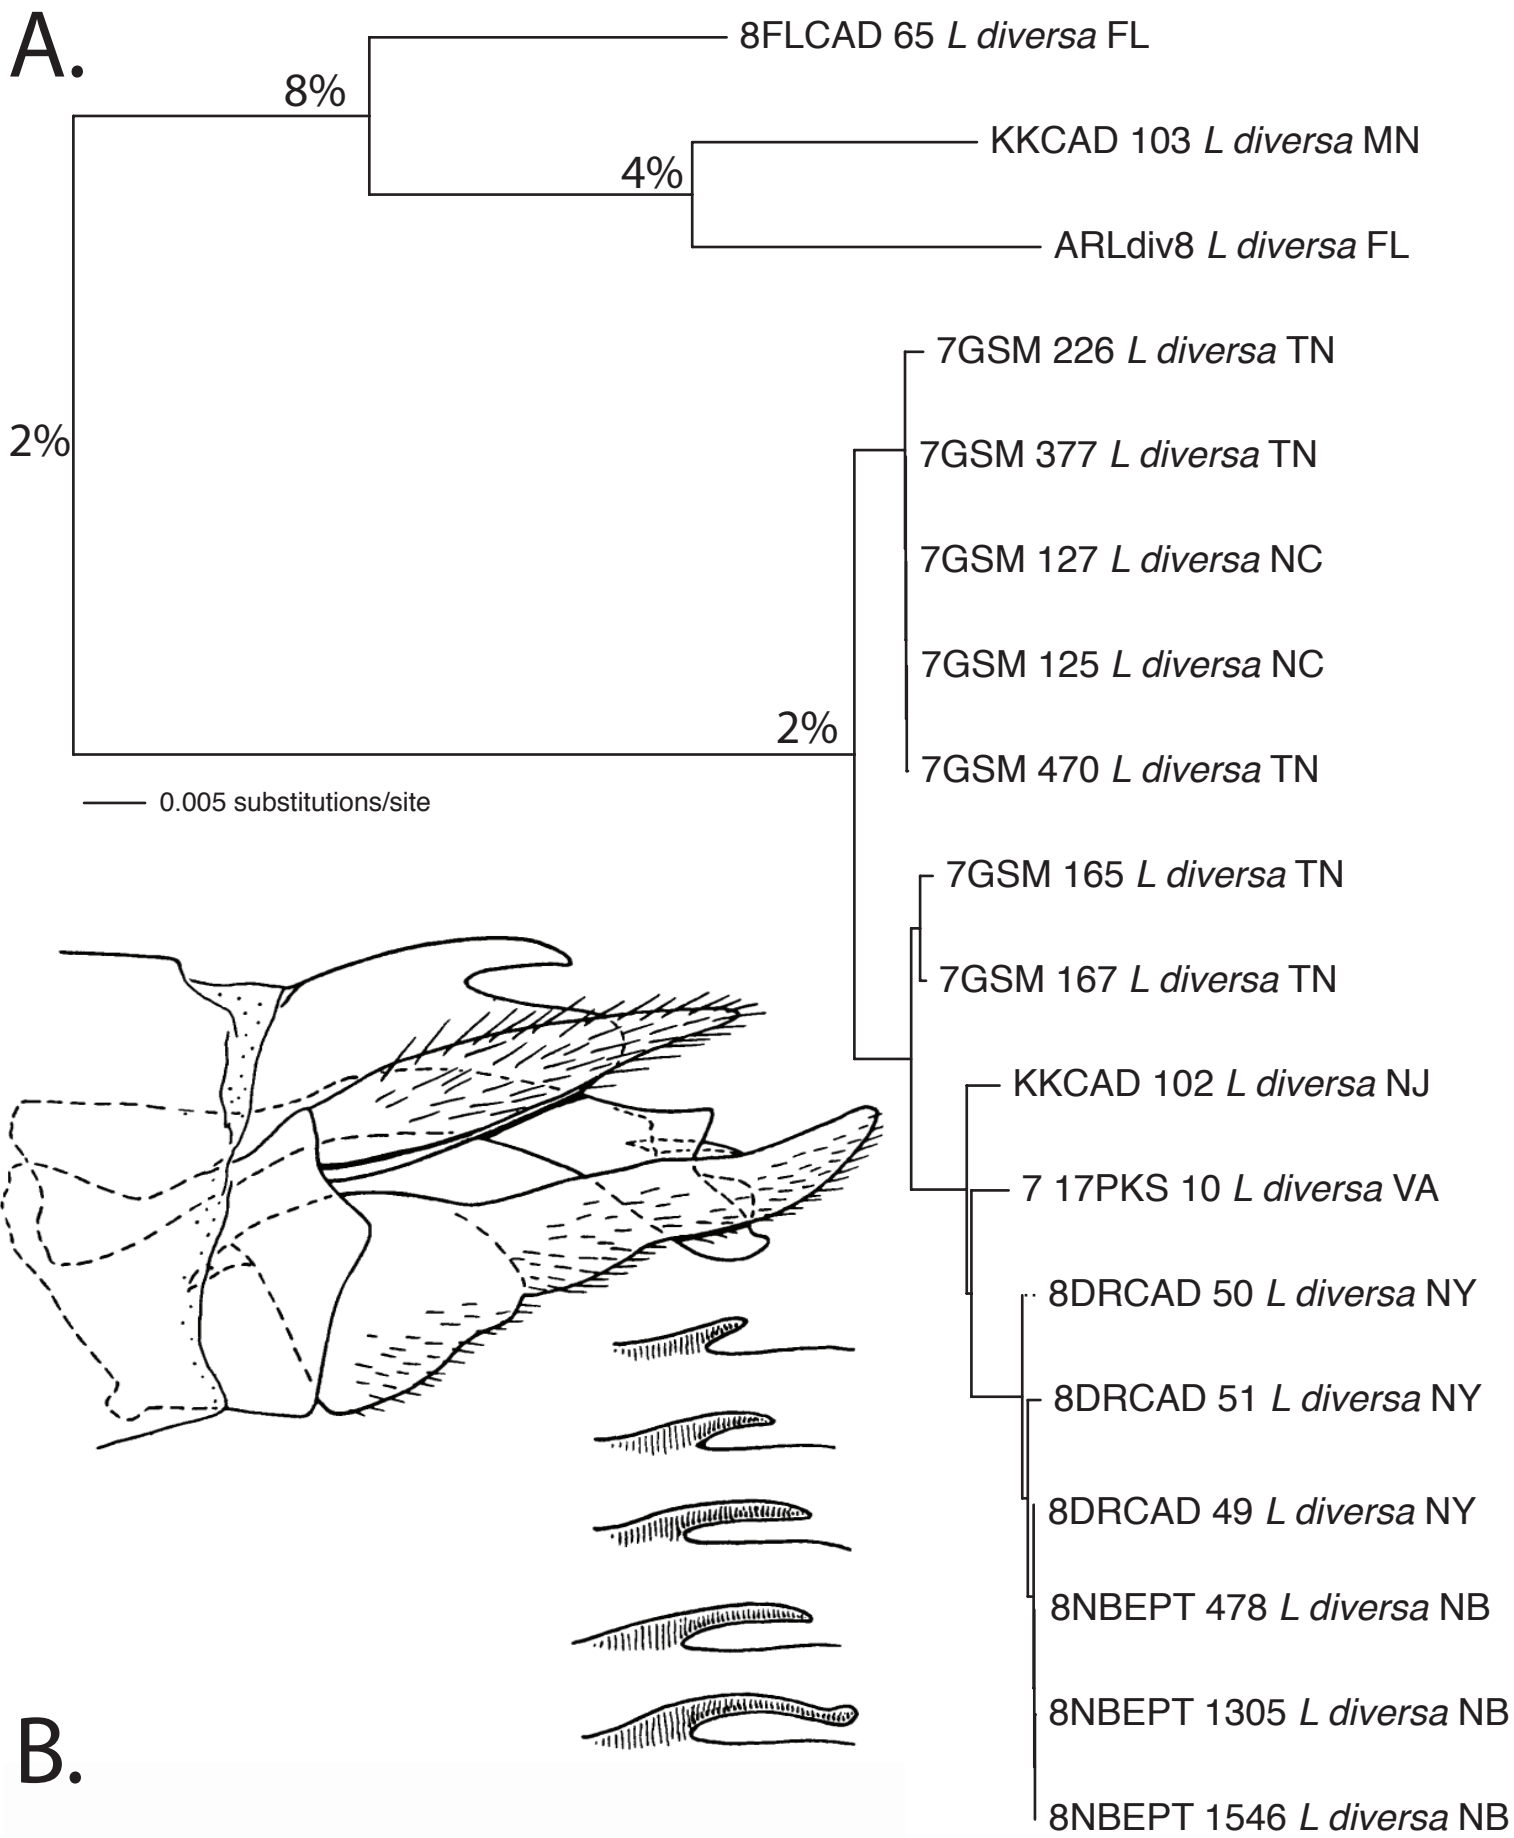 A.
8FLCAD 65 L diversa FL
8%
KKCAD 103 L diversa MN
4%
ARLdiv8 L diversa FL
7GSM 226 L diversa TN
2%
7GSM 377 L diversa TN
7GSM 127 L diversa NC
7GSM 125 L diversa NC
2%
7GSM 470 L diversa TN
0.005 substitutions/site
7GSM 165 L diversa TN
7GSM 167 L diversa TN
KKCAD 102 L diversa NJ
7 17PKS 10 L diversa VA
8DRCAD 50 L diversa NY
8DRCAD 51 L diversa NY
8DRCAD 49 L diversa NY
8NBEPT 478 L diversa NB
8NBEPT 1305 L diversa NB
B.
8NBEPT 1546 L diversa NB